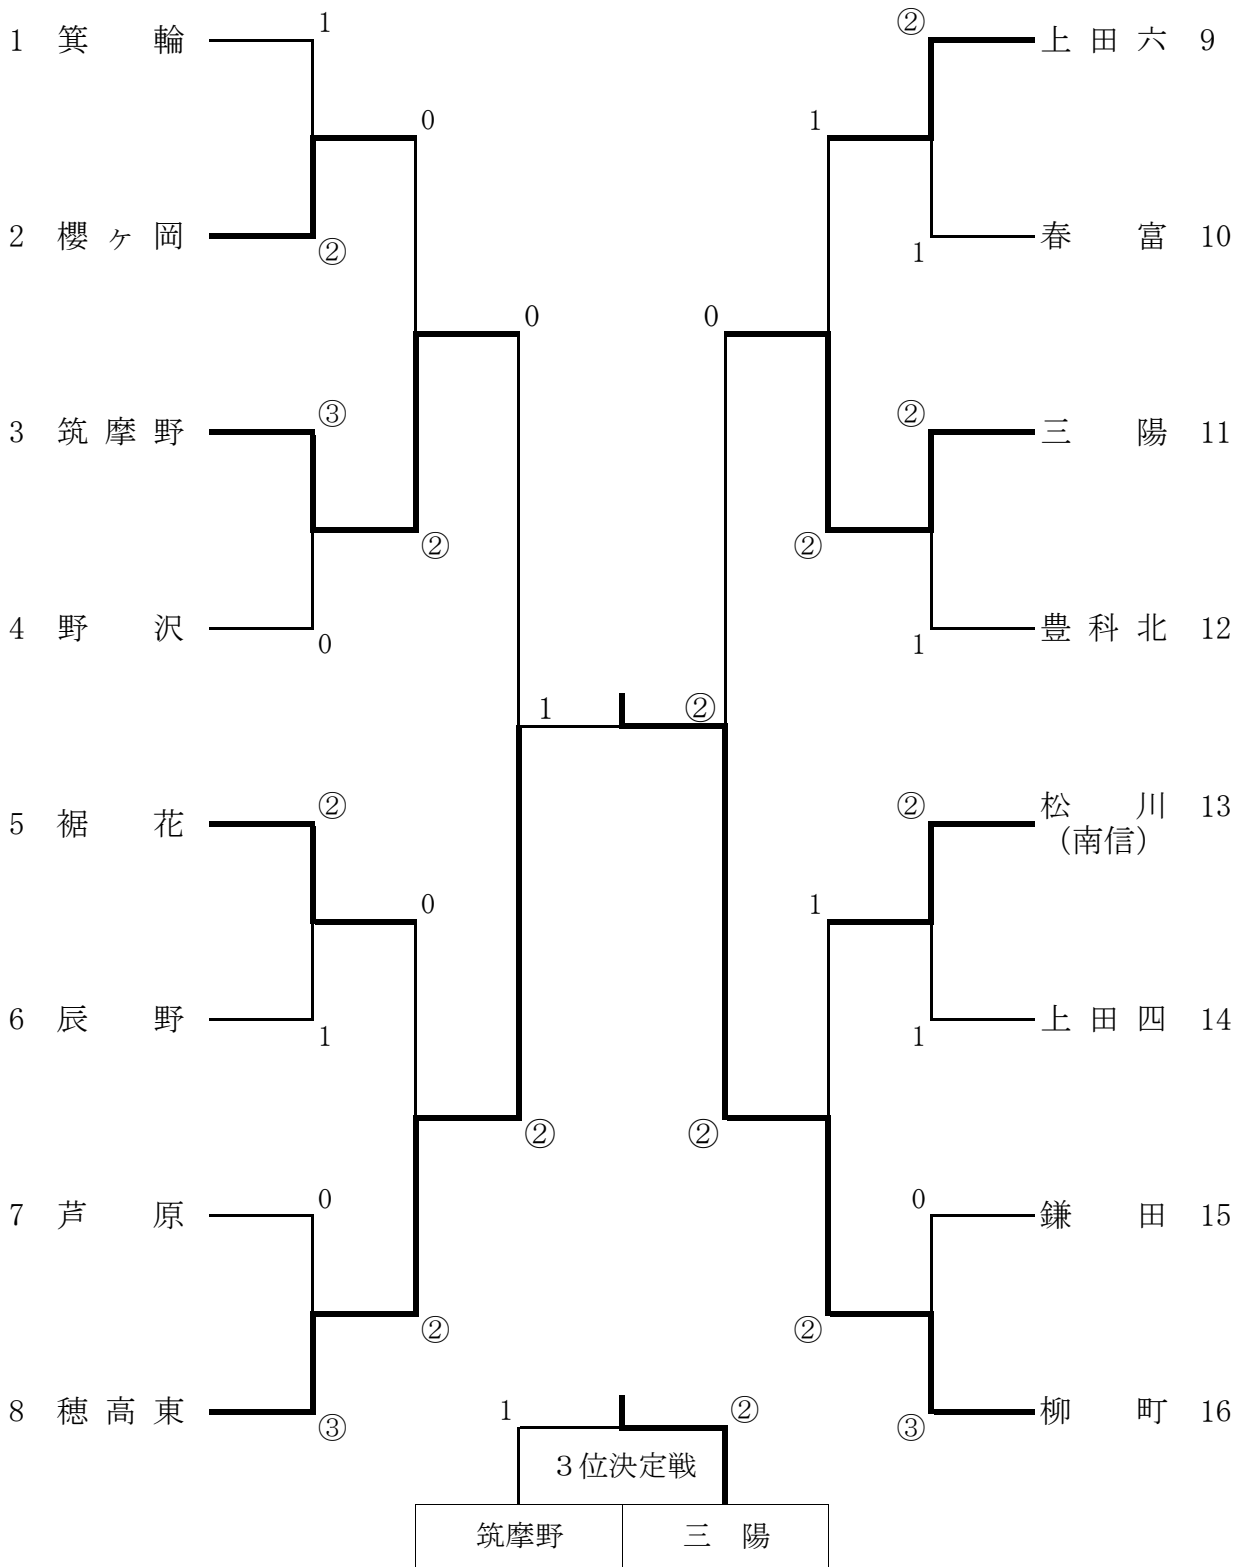 1 箕輪 1 ② 上田六 9
0 1
2 櫻ヶ岡 ② 1 春富 10
0 0
3 筑摩野 ③ ② 三陽 11
② ②
4 野沢 0 1 豊科北 12
1 ②
5 裾花 ② ② 松川 13
(南信)
0 1
6 辰野 1 1 上田四 14
② ②
7 芦原 0 0 鎌田 15
② ②
8 穂高東 ③ 1 ② ③ 柳町 16
3位決定戦
筑摩野 三陽